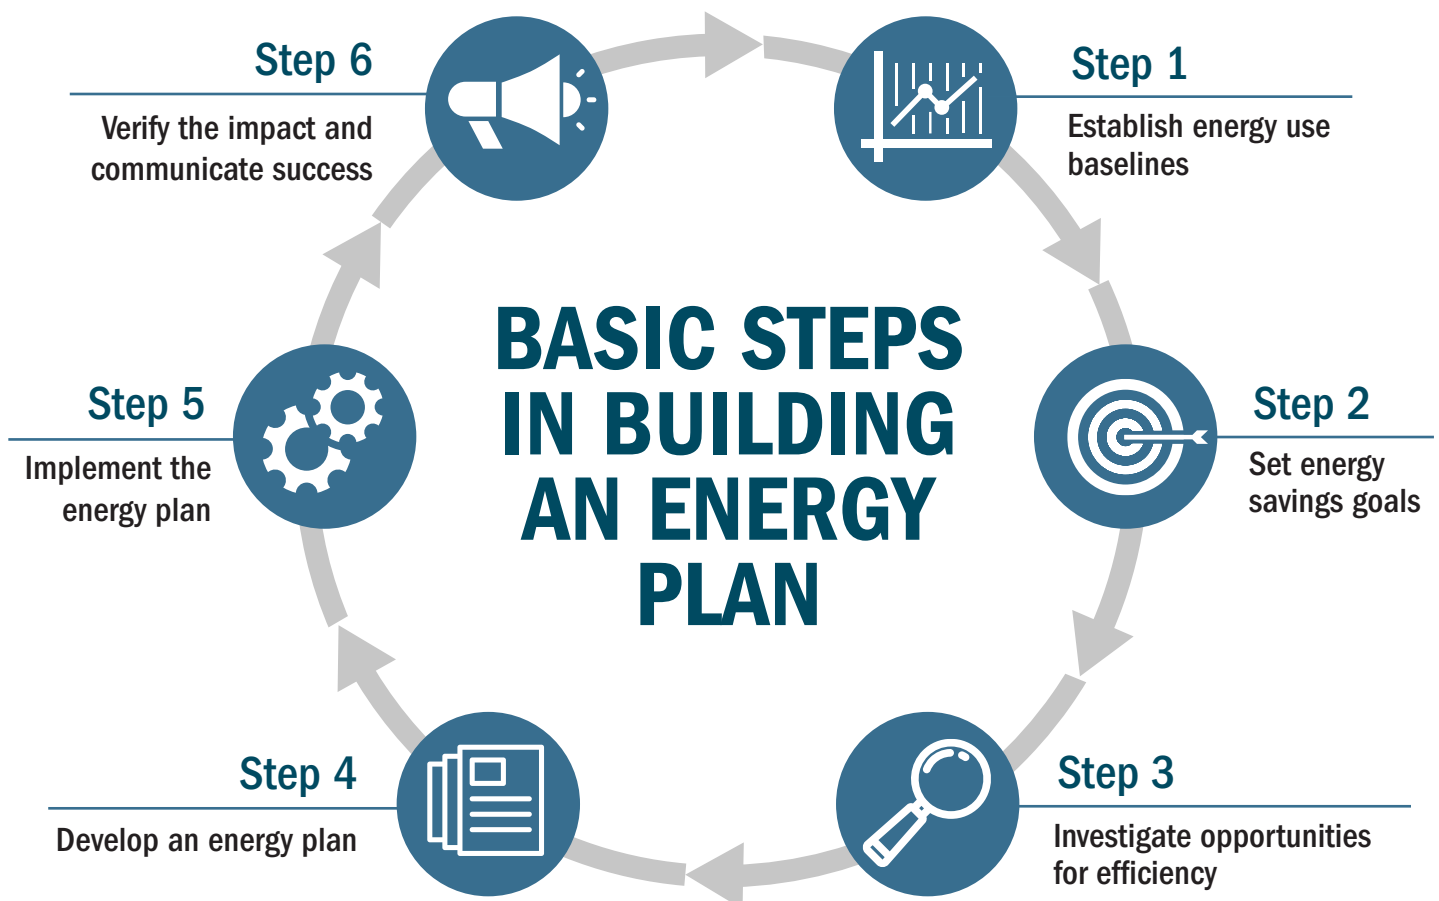 BASIC STEPS
IN BUILDING
AN ENERGY
PLAN
Step 1
Establish energy use
baselines
Step 2
Set energy
savings goals
Step 3
Investigate opportunities
for efficiency
Step 4
Develop an energy plan
Step 5
Implement the
energy plan
Step 6
Verify the impact and
communicate success